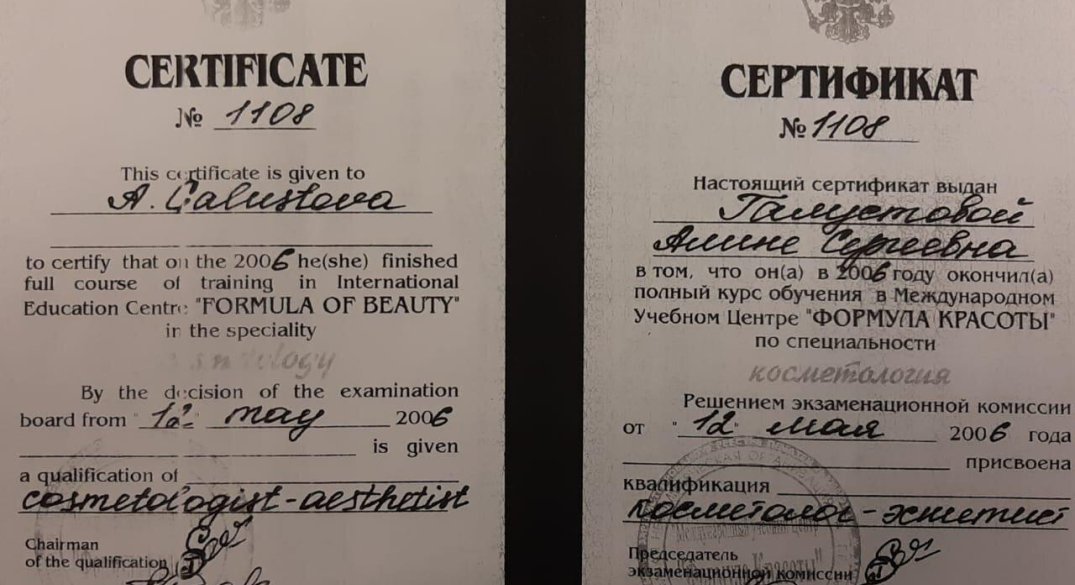 CERTIFICATE
№ 1108
This certificate is given to
A. Galustova
to certify that on the 2006 he(she) finished
full course of training in International
Education Centre "FORMULA OF BEAUTY"
in the speciality
By the decision of the examination
board from "12" may 2006
is given
a qualification of
cosmetologist-aesthetist
Chairman
of the qualification
СЕРТИФИКАТ
№ 1108
Настоящий сертификат выдан
Галустовой
Алине Сергеевна
в том, что он(а) в 2006 году окончил(а)
полный курс обучения в Международном
Учебном Центре "ФОРМУЛА КРАСОТЫ"
по специальности
косметология
Решением экзаменационной комиссии
от "12" мая 2006 года
присвоена
квалификация
косметолог-эстетист
Председатель
экзаменационной комиссии